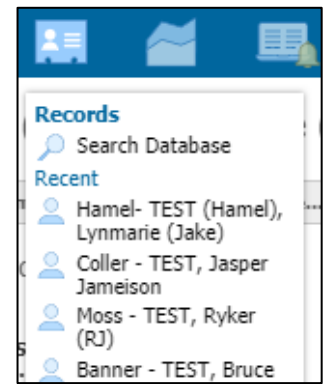 Records
Search Database
Recent
Hamel- TEST (Hamel),
Lynmarie (Jake)
Coller - TEST, Jasper
Jameison
Moss - TEST, Ryker
(RJ)
Banner - TEST, Bruce